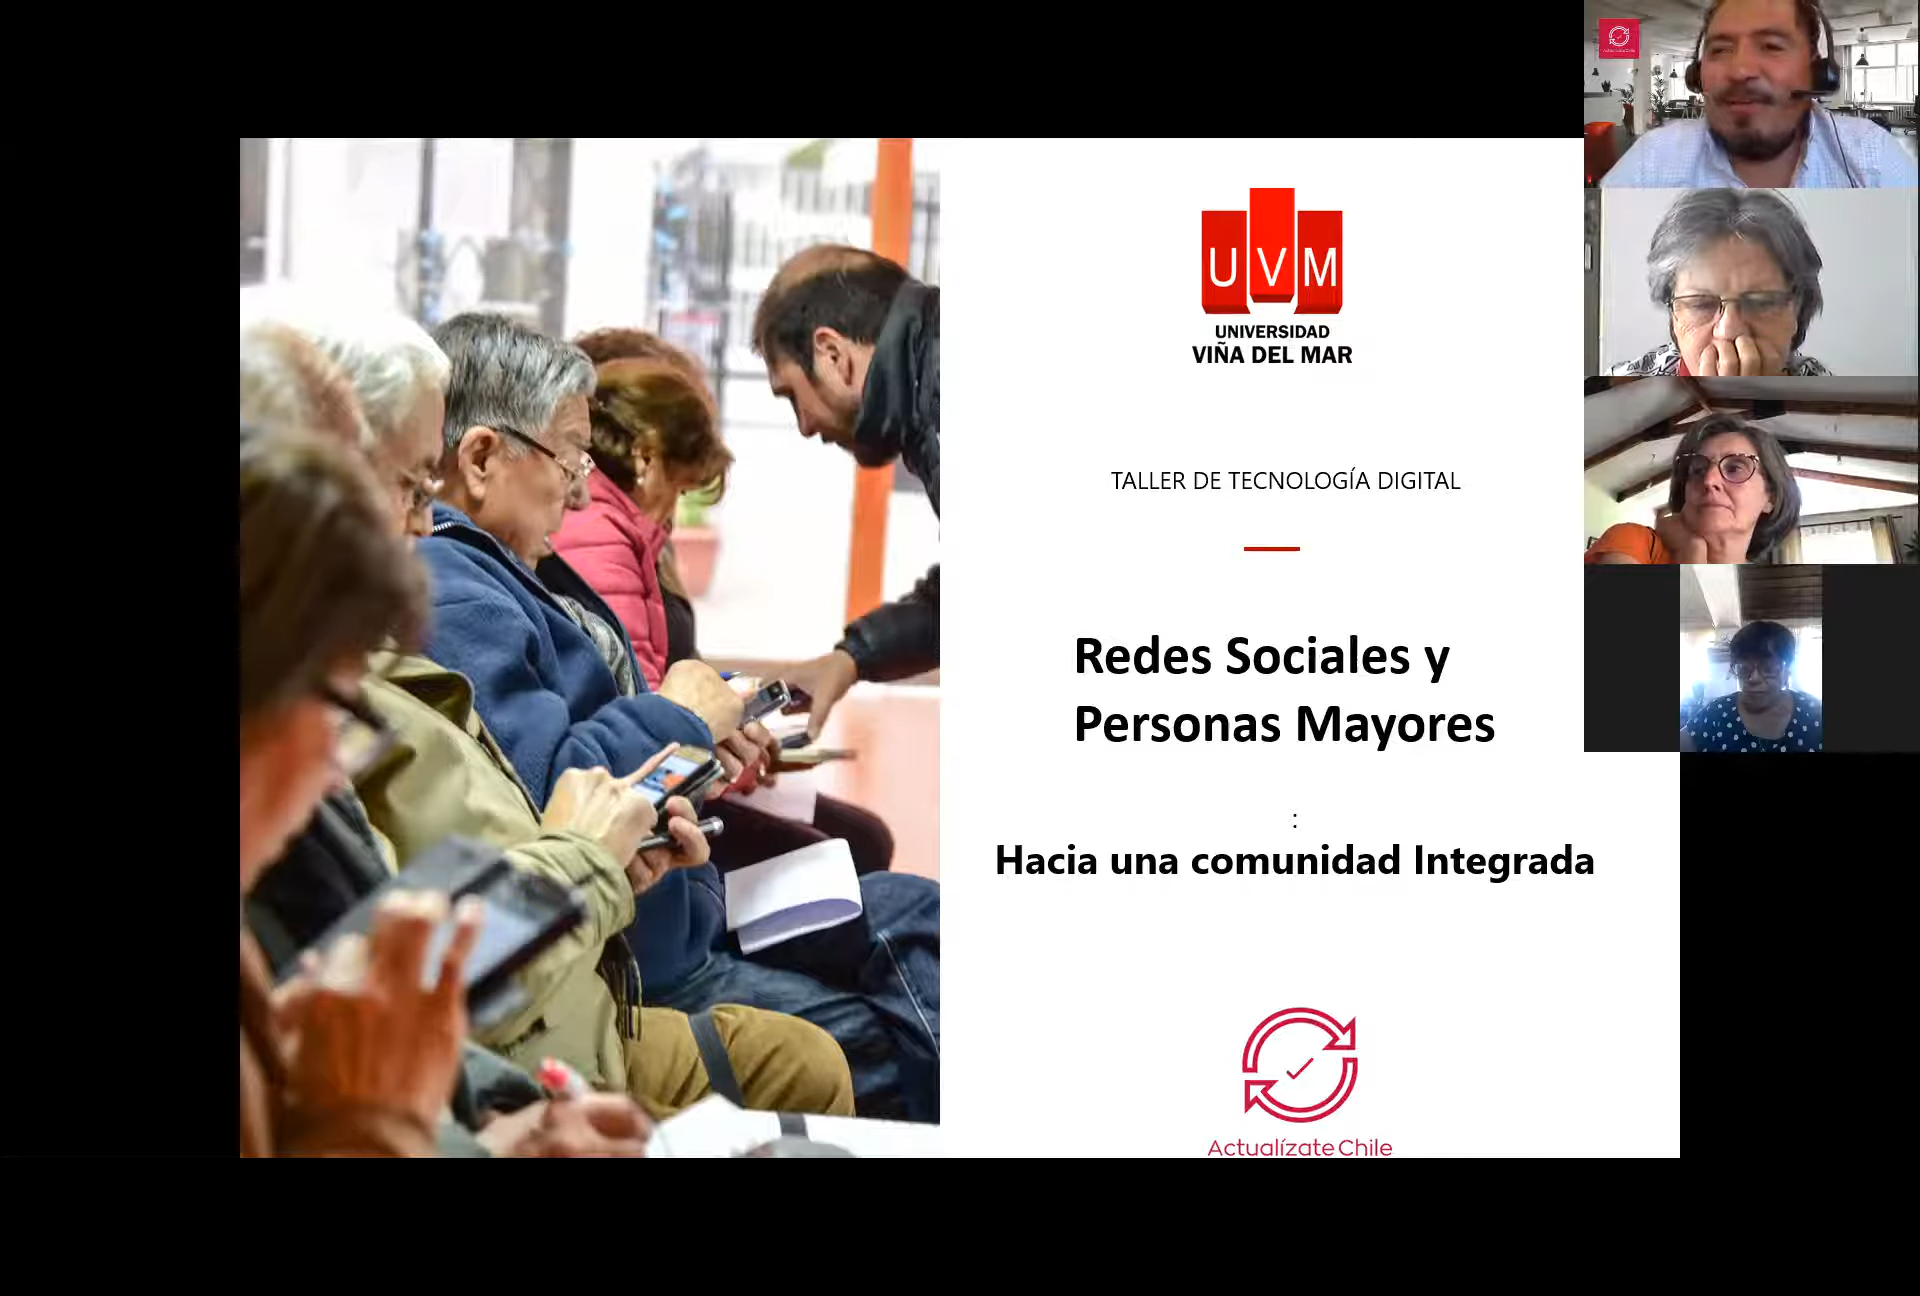 UVM
UNIVERSIDAD
VIÑA DEL MAR
TALLER DE TECNOLOGÍA DIGITAL
Redes Sociales y
Personas Mayores
:
Hacia una comunidad Integrada
Actualízate Chile